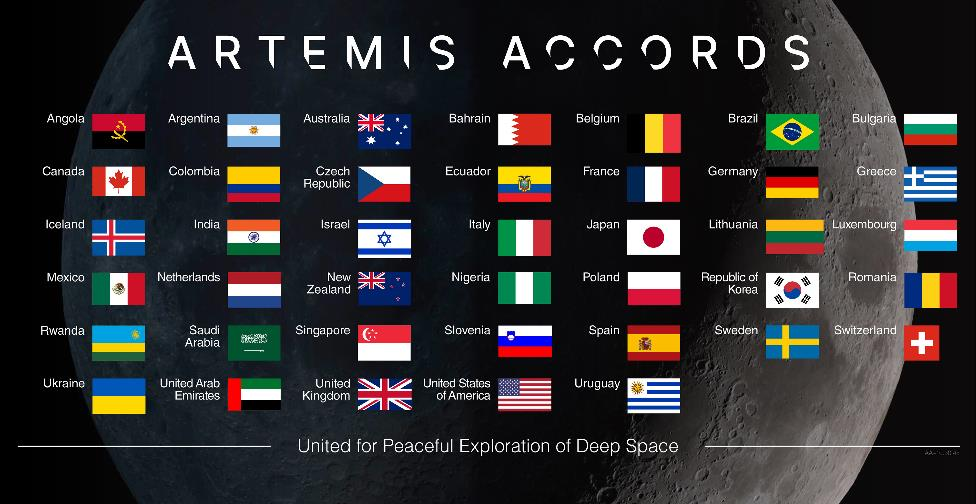 ARTEMIS ACCORDS
Angola Argentina Australia Bahrain Belgium Brazil Bulgaria
Canada Colombia Czech Republic Ecuador France Germany Greece
Iceland India Israel Italy Japan Lithuania Luxembourg
Mexico Netherlands New Zealand Nigeria Poland Republic of Korea Romania
Rwanda Saudi Arabia Singapore Slovenia Spain Sweden Switzerland
Ukraine United Arab Emirates United Kingdom United States of America Uruguay
United for Peaceful Exploration of Deep Space